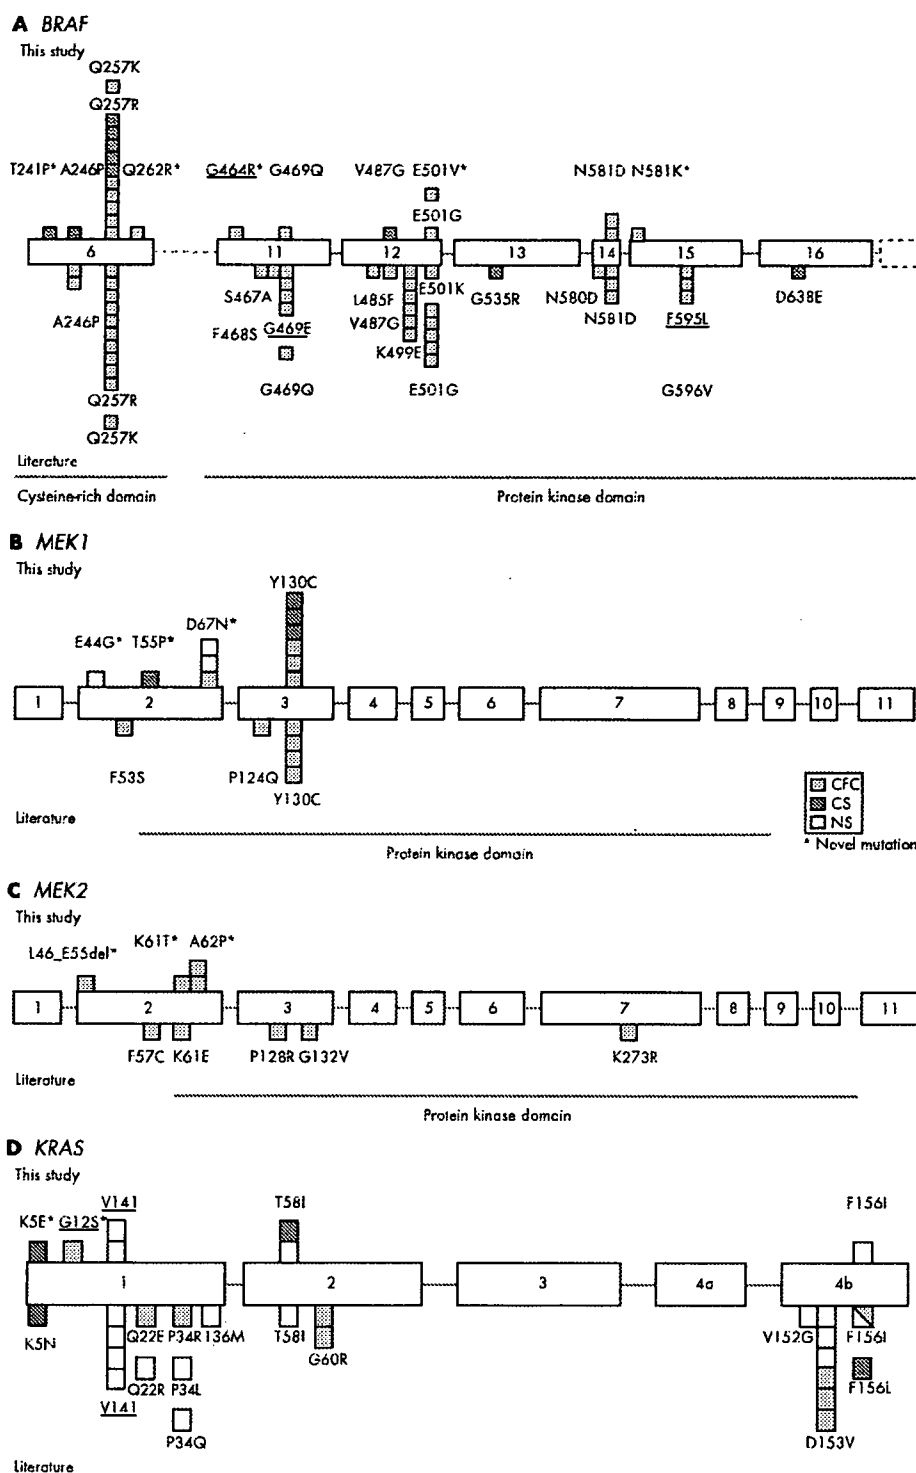 A BRAF
This study
Q257K
Q257R
T241P* A246P Q262R* G464R* G469Q V487G E501V* N581D N581K*
E501G
6 11 12 13 14 15 16
S467A L485F E501K G535R N580D F595L D638E
A246P F468S G469E V487G N581D
K499E
Q257R G469Q E501G G596V
Q257K
Literature
Cysteine-rich domain Protein kinase domain
B MEK1
This study
Y130C
E44G* T55P* D67N*
1 2 3 4 5 6 7 8 9 10 11
F53S P124Q
Y130C
CFC
CS
NS
* Novel mutation
Literature
Protein kinase domain
C MEK2
This study
L46_E55del* K61T* A62P*
1 2 3 4 5 6 7 8 9 10 11
F57C K61E P128R G132V K273R
Literature
Protein kinase domain
D KRAS
This study
K5E* G12S* V141 T58I F156I
1 2 3 4a 4b
K5N Q22E P34R I36M T58I V152G F156I
G60R
Q22R P34L F156L
V141
P34Q D153V
Literature